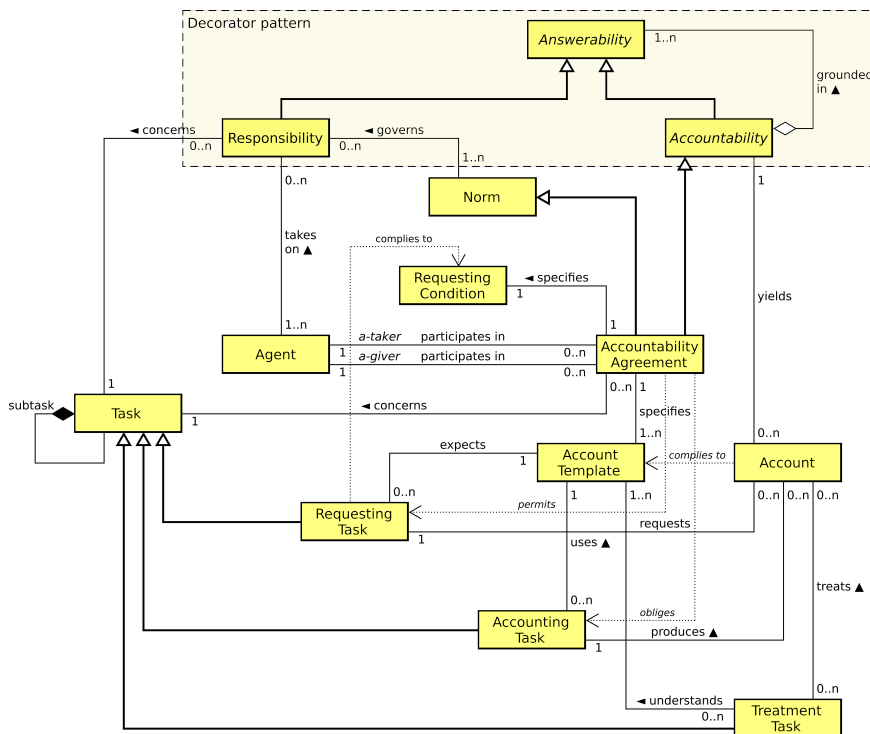 Decorator pattern
Answerability
1..n
grounded
in ▲
◄ concerns
0..n
Responsibility
◄ governs
0..n
Accountability
1..n
0..n
1
Norm
takes
on ▲
complies to
Requesting
Condition
◄ specifies
1
yields
1
1..n
Agent
a-taker participates in
1
0..n
a-giver participates in
1
0..n
Accountability
Agreement
1
subtask
Task
1
◄ concerns
0..n
1
specifies
1..n
0..n
expects
1
Account
Template
complies to
Account
0..n
1
1..n
0..n
0..n
0..n
permits
Requesting
Task
1
requests
uses ▲
treats ▲
0..n
obliges
Accounting
Task
1
produces ▲
0..n
◄ understands
0..n
Treatment
Task